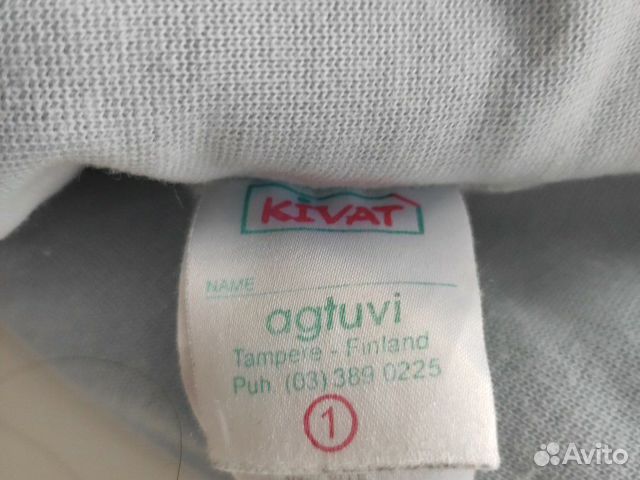 KIVAT
NAME
agtuvi
Tampere - Finland
Puh. (03) 389 0225
1
Avito